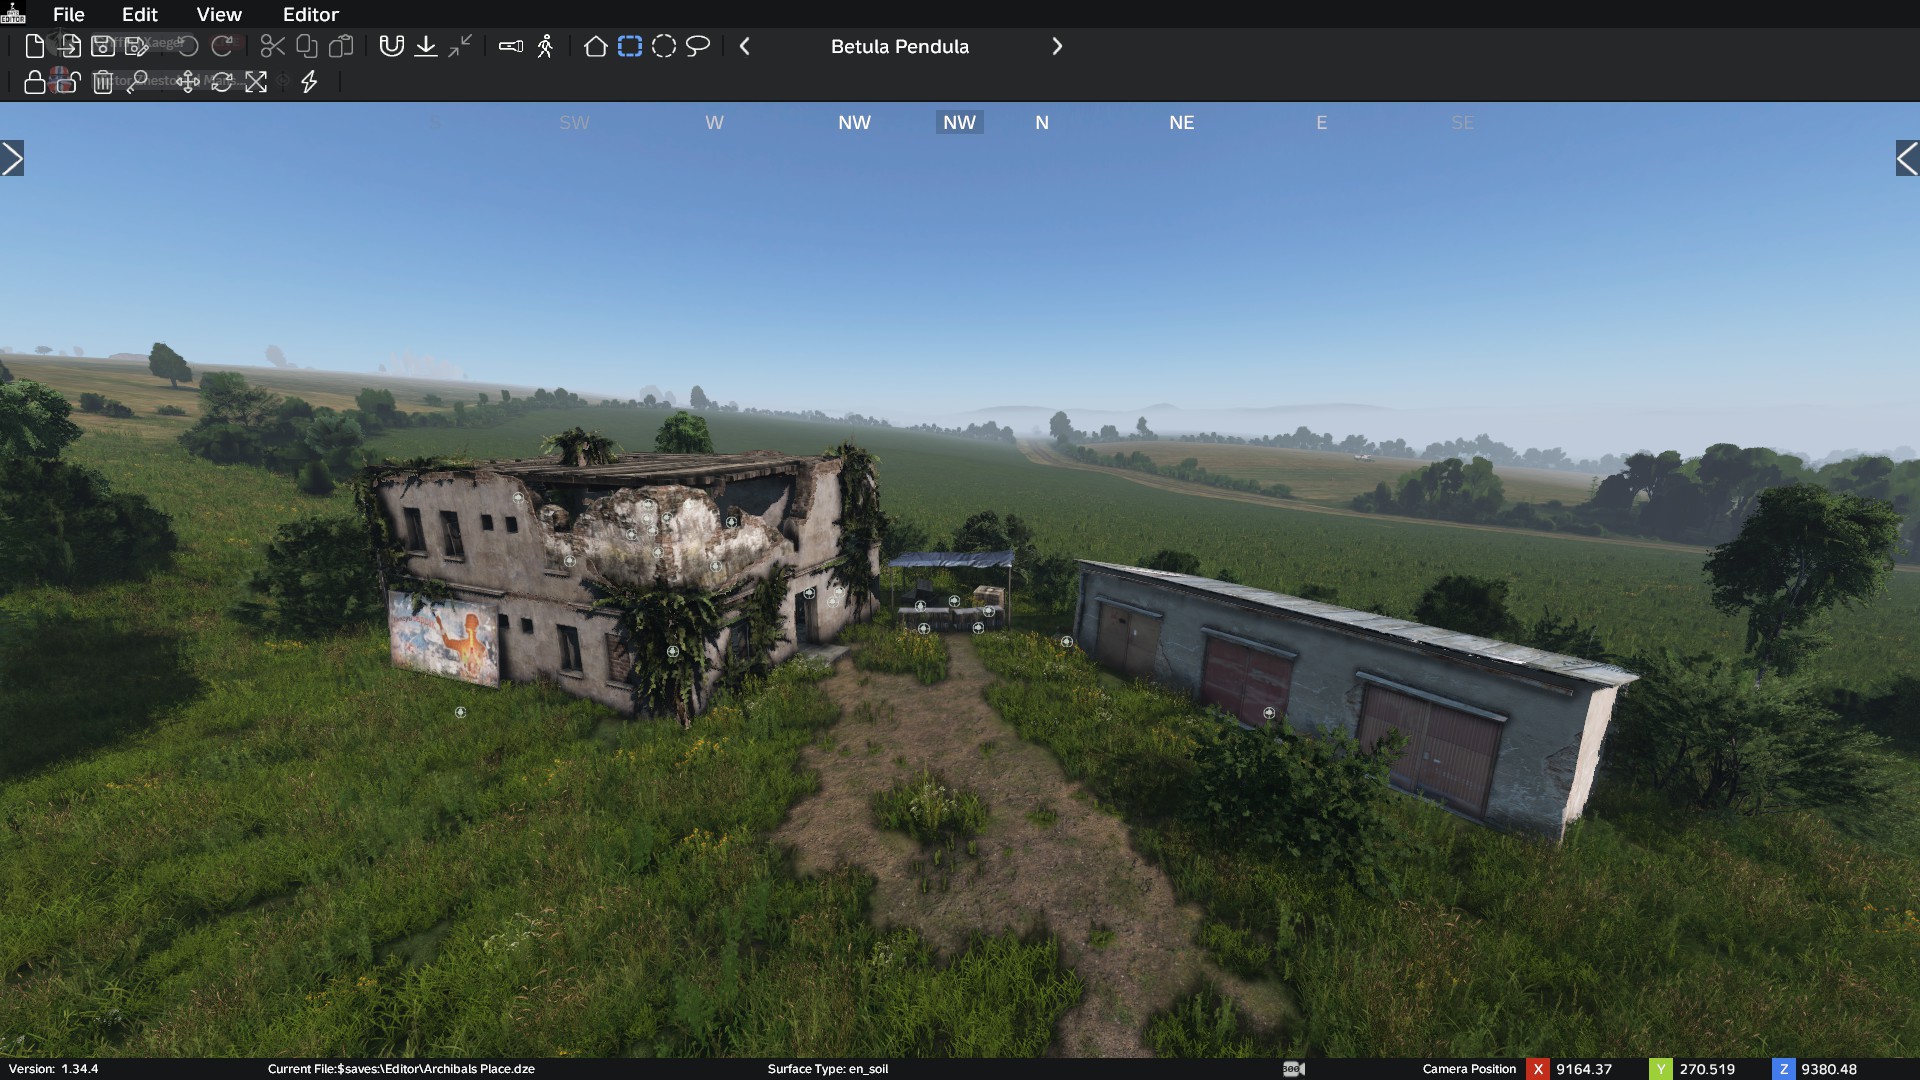 File Edit View Editor
EDITOR
Betula Pendula
SW W NW NW N NE E SE
Version: 1.34.4 Current File:$saves:\Editor\Archibals Place.dze Surface Type: en_soil Camera Position X 9164.37 Y 270.519 Z 9380.48